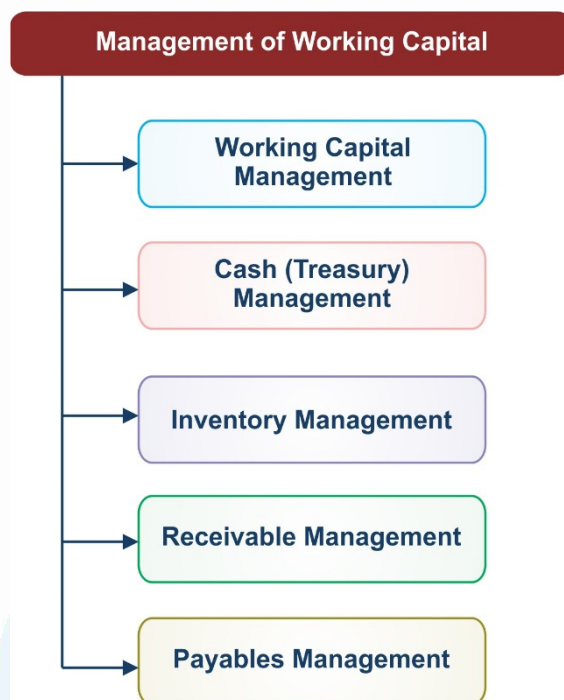 Management of Working Capital
Working Capital
Management
Cash (Treasury)
Management
Inventory Management
Receivable Management
Payables Management